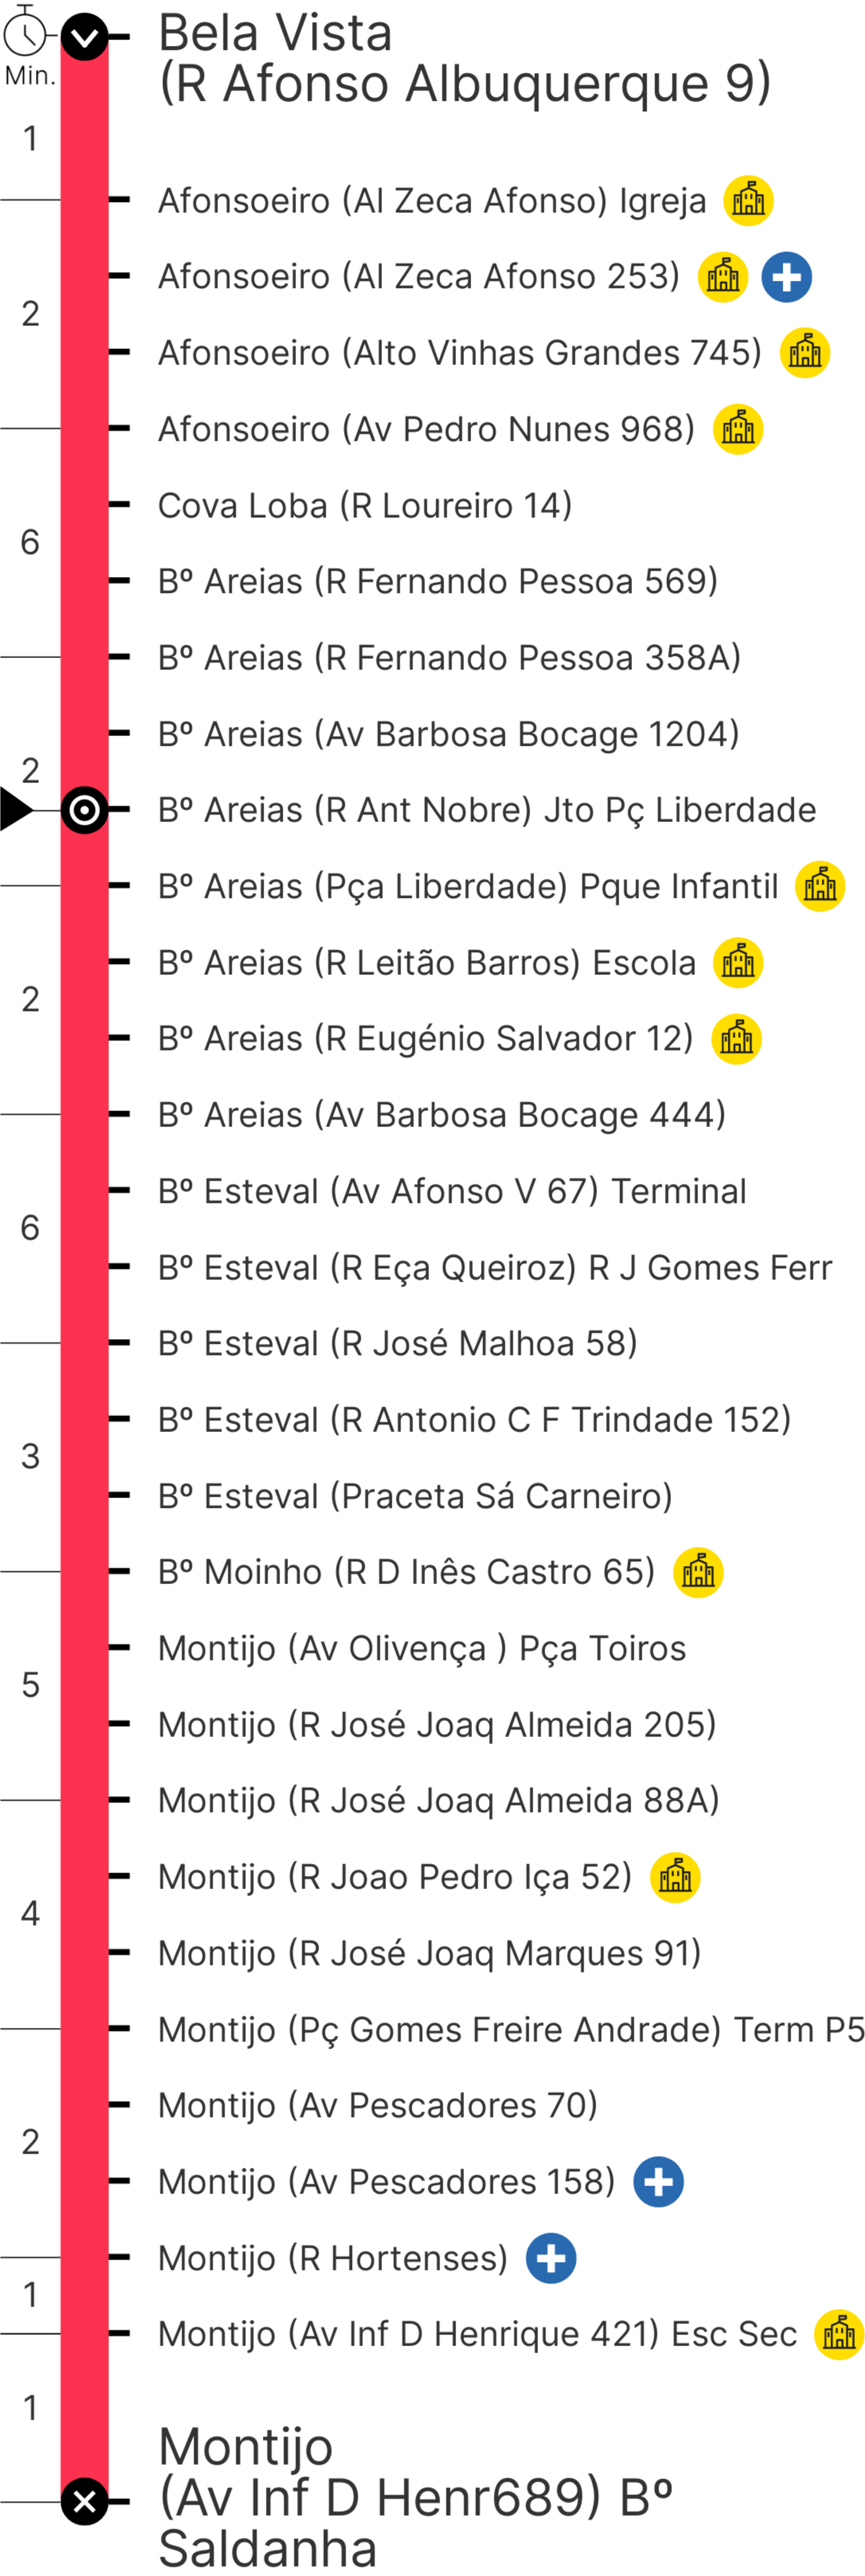 Min.
Bela Vista
(R Afonso Albuquerque 9)
1
Afonsoeiro (Al Zeca Afonso) Igreja
Afonsoeiro (Al Zeca Afonso 253)
2
Afonsoeiro (Alto Vinhas Grandes 745)
Afonsoeiro (Av Pedro Nunes 968)
Cova Loba (R Loureiro 14)
6
Bº Areias (R Fernando Pessoa 569)
Bº Areias (R Fernando Pessoa 358A)
Bº Areias (Av Barbosa Bocage 1204)
2
Bº Areias (R Ant Nobre) Jto Pç Liberdade
Bº Areias (Pça Liberdade) Pque Infantil
Bº Areias (R Leitão Barros) Escola
2
Bº Areias (R Eugénio Salvador 12)
Bº Areias (Av Barbosa Bocage 444)
Bº Esteval (Av Afonso V 67) Terminal
6
Bº Esteval (R Eça Queiroz) R J Gomes Ferr
Bº Esteval (R José Malhoa 58)
Bº Esteval (R Antonio C F Trindade 152)
3
Bº Esteval (Praceta Sá Carneiro)
Bº Moinho (R D Inês Castro 65)
Montijo (Av Olivença ) Pça Toiros
5
Montijo (R José Joaq Almeida 205)
Montijo (R José Joaq Almeida 88A)
Montijo (R Joao Pedro Iça 52)
4
Montijo (R José Joaq Marques 91)
Montijo (Pç Gomes Freire Andrade) Term P5
Montijo (Av Pescadores 70)
2
Montijo (Av Pescadores 158)
Montijo (R Hortenses)
1
Montijo (Av Inf D Henrique 421) Esc Sec
1
Montijo
(Av Inf D Henr689) Bº
Saldanha